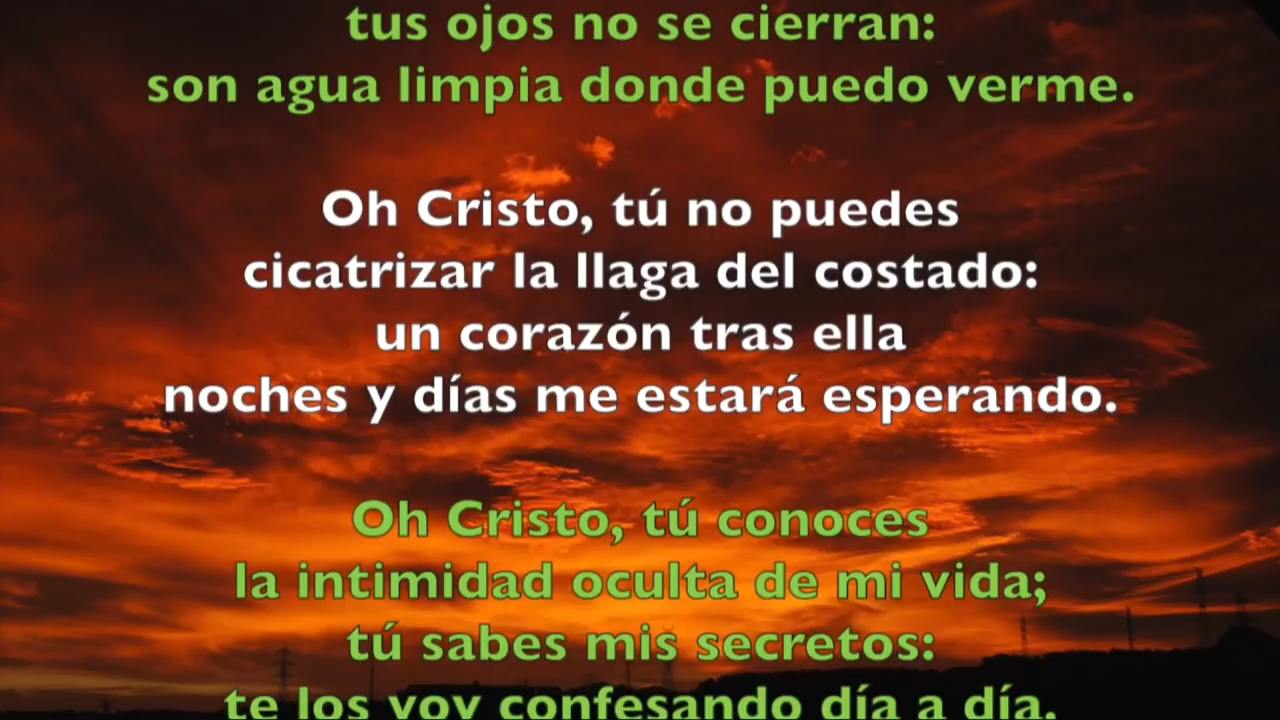 tus ojos no se cierran:
son agua limpia donde puedo verme.
Oh Cristo, tú no puedes
cicatrizar la llaga del costado:
un corazón tras ella
noches y días me estará esperando.
Oh Cristo, tú conoces
la intimidad oculta de mi vida;
tú sabes mis secretos:
te los voy confesando día a día.